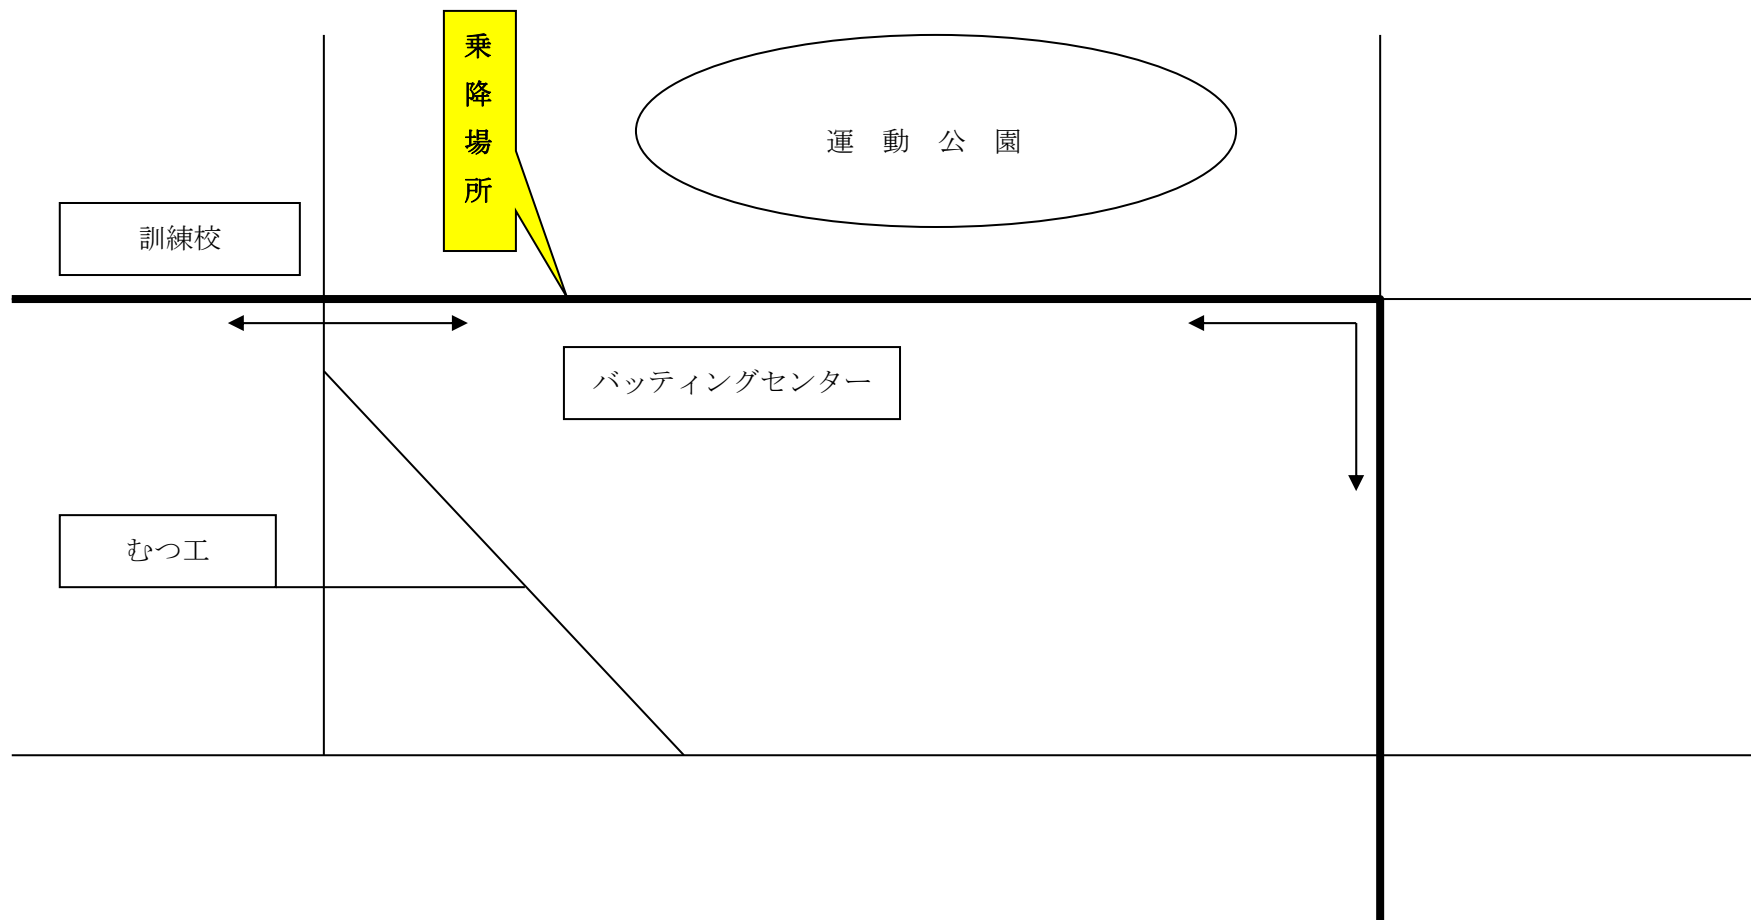 乗降場所
運動公園
訓練校
バッティングセンター
むつ工